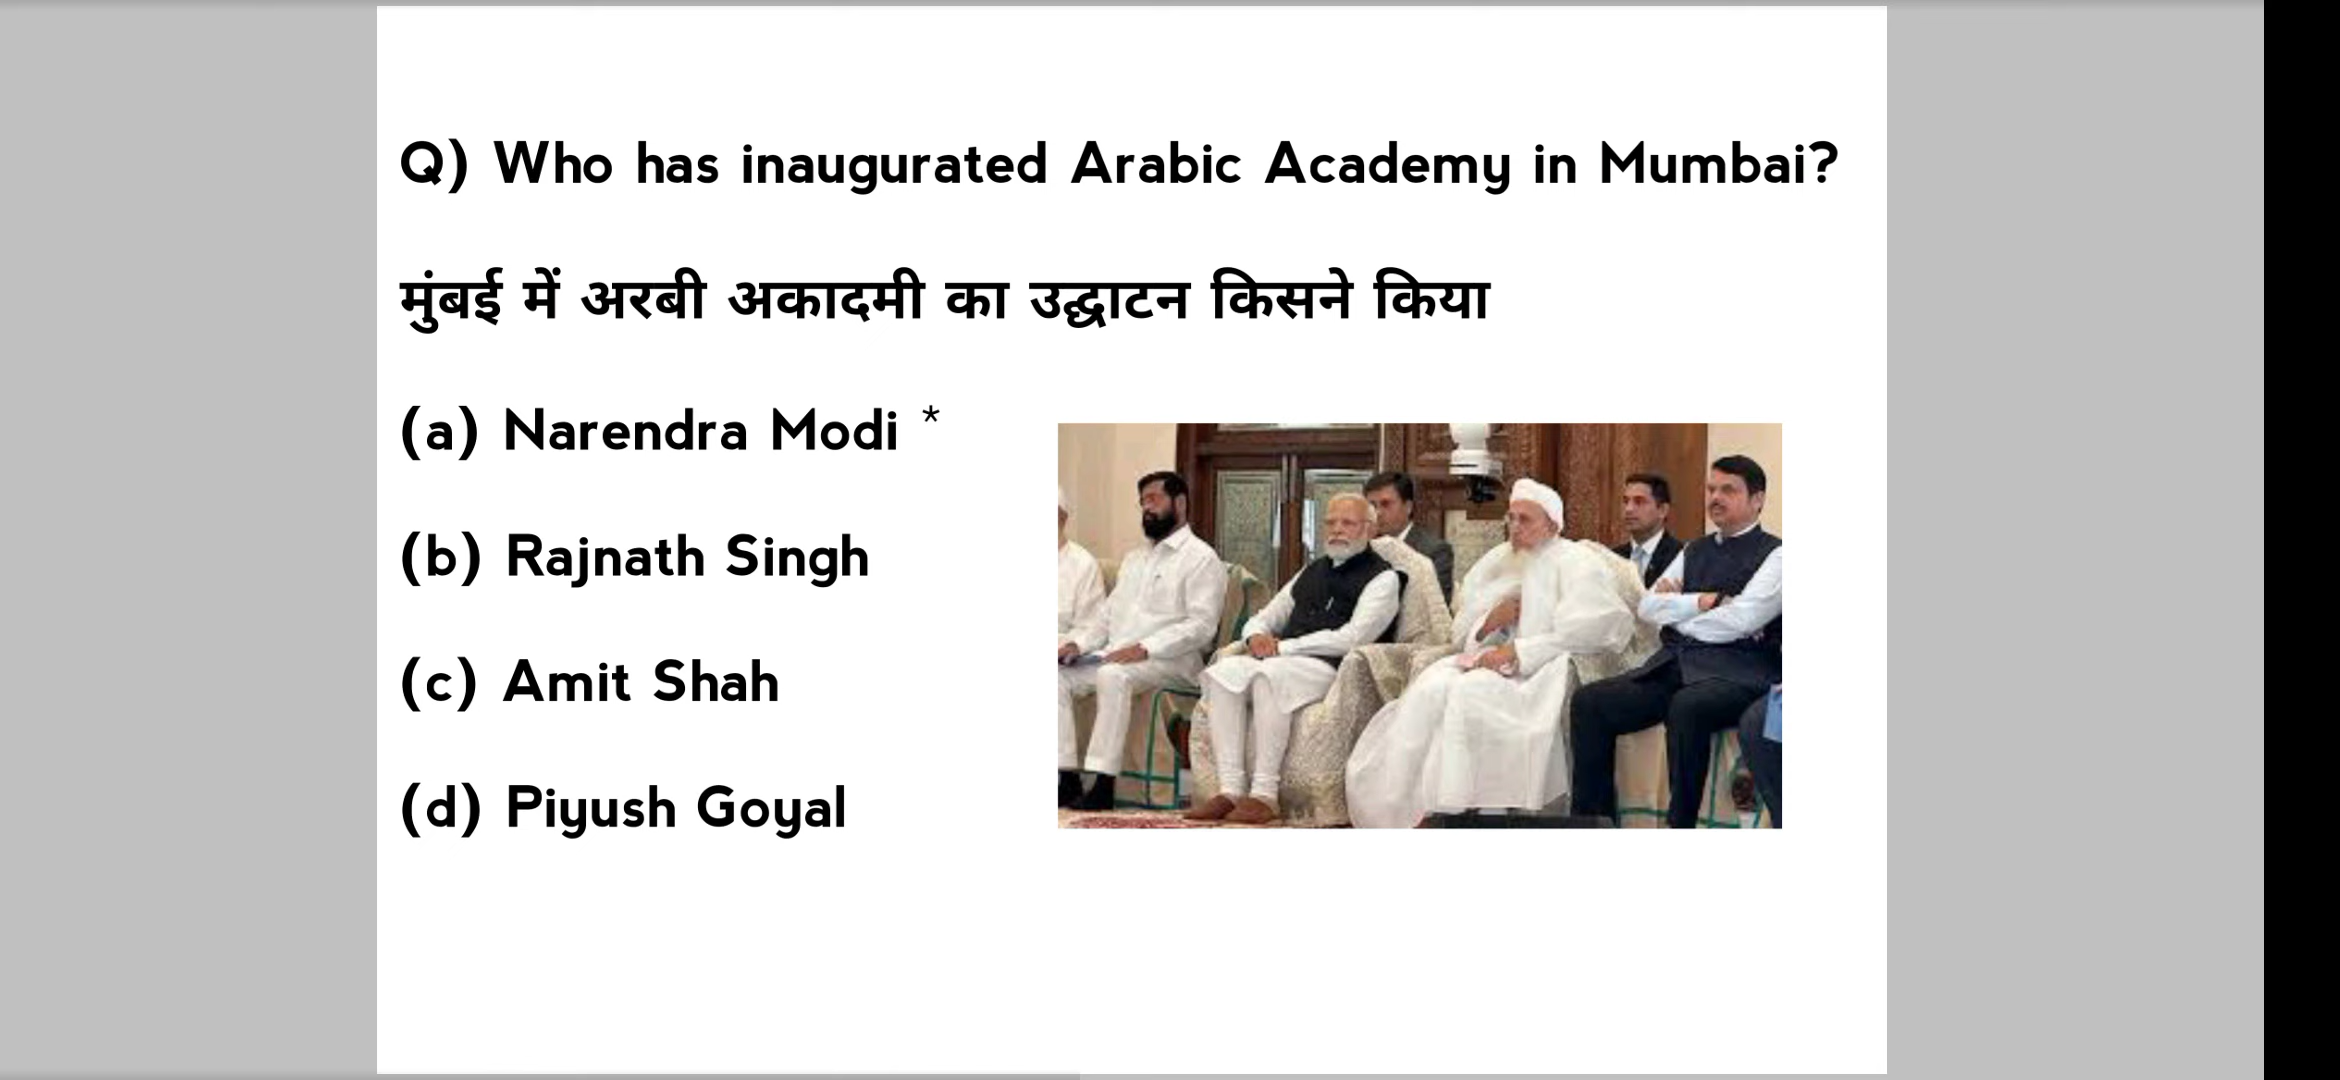 Q) Who has inaugurated Arabic Academy in Mumbai?
मुंबई में अरबी अकादमी का उद्घाटन किसने किया
(a) Narendra Modi *
(b) Rajnath Singh
(c) Amit Shah
(d) Piyush Goyal